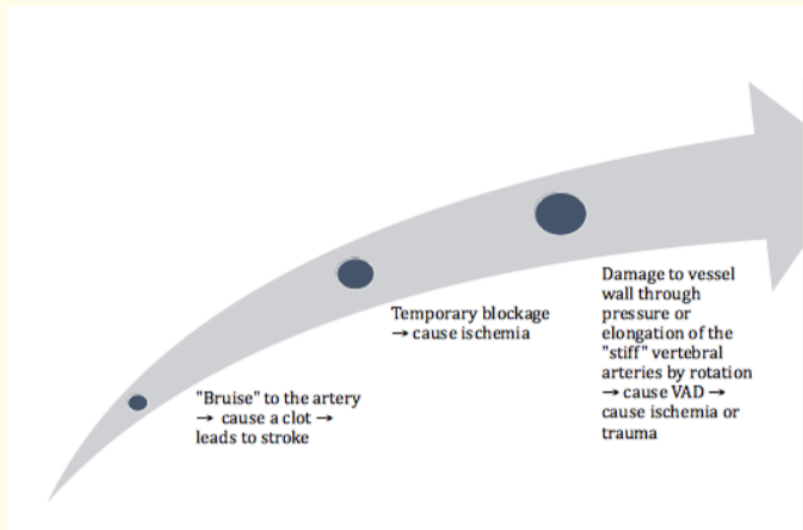 "Bruise" to the artery
→ cause a clot →
leads to stroke
Temporary blockage
→ cause ischemia
Damage to vessel
wall through
pressure or
elongation of the
"stiff" vertebral
arteries by rotation
→ cause VAD →
cause ischemia or
trauma